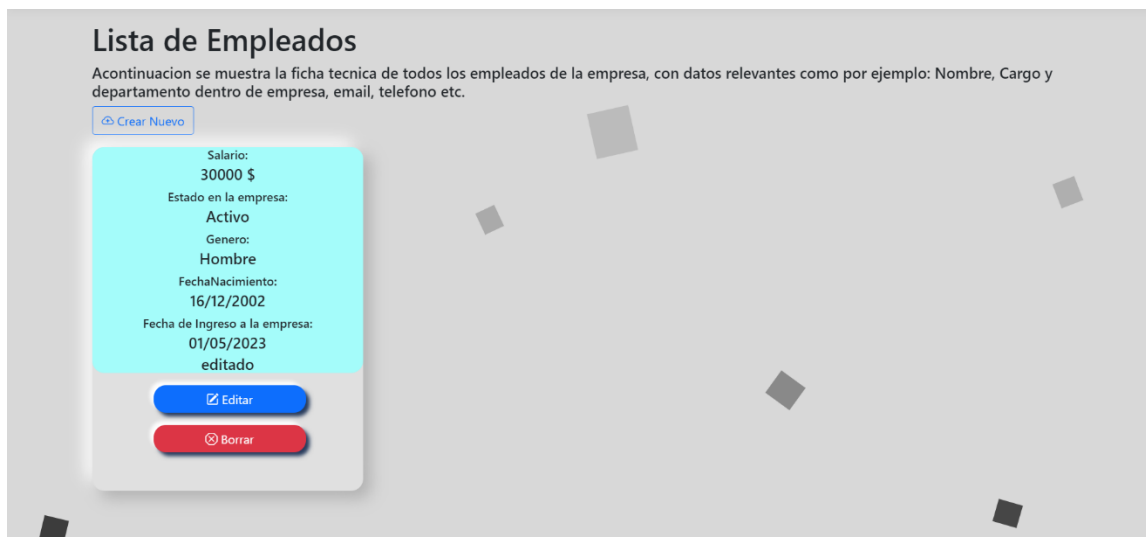 Lista de Empleados
Acontinuacion se muestra la ficha tecnica de todos los empleados de la empresa, con datos relevantes como por ejemplo: Nombre, Cargo y
departamento dentro de empresa, email, telefono etc.
Crear Nuevo
Salario:
30000 $
Estado en la empresa:
Activo
Genero:
Hombre
FechaNacimiento:
16/12/2002
Fecha de Ingreso a la empresa:
01/05/2023
editado
Editar
Borrar